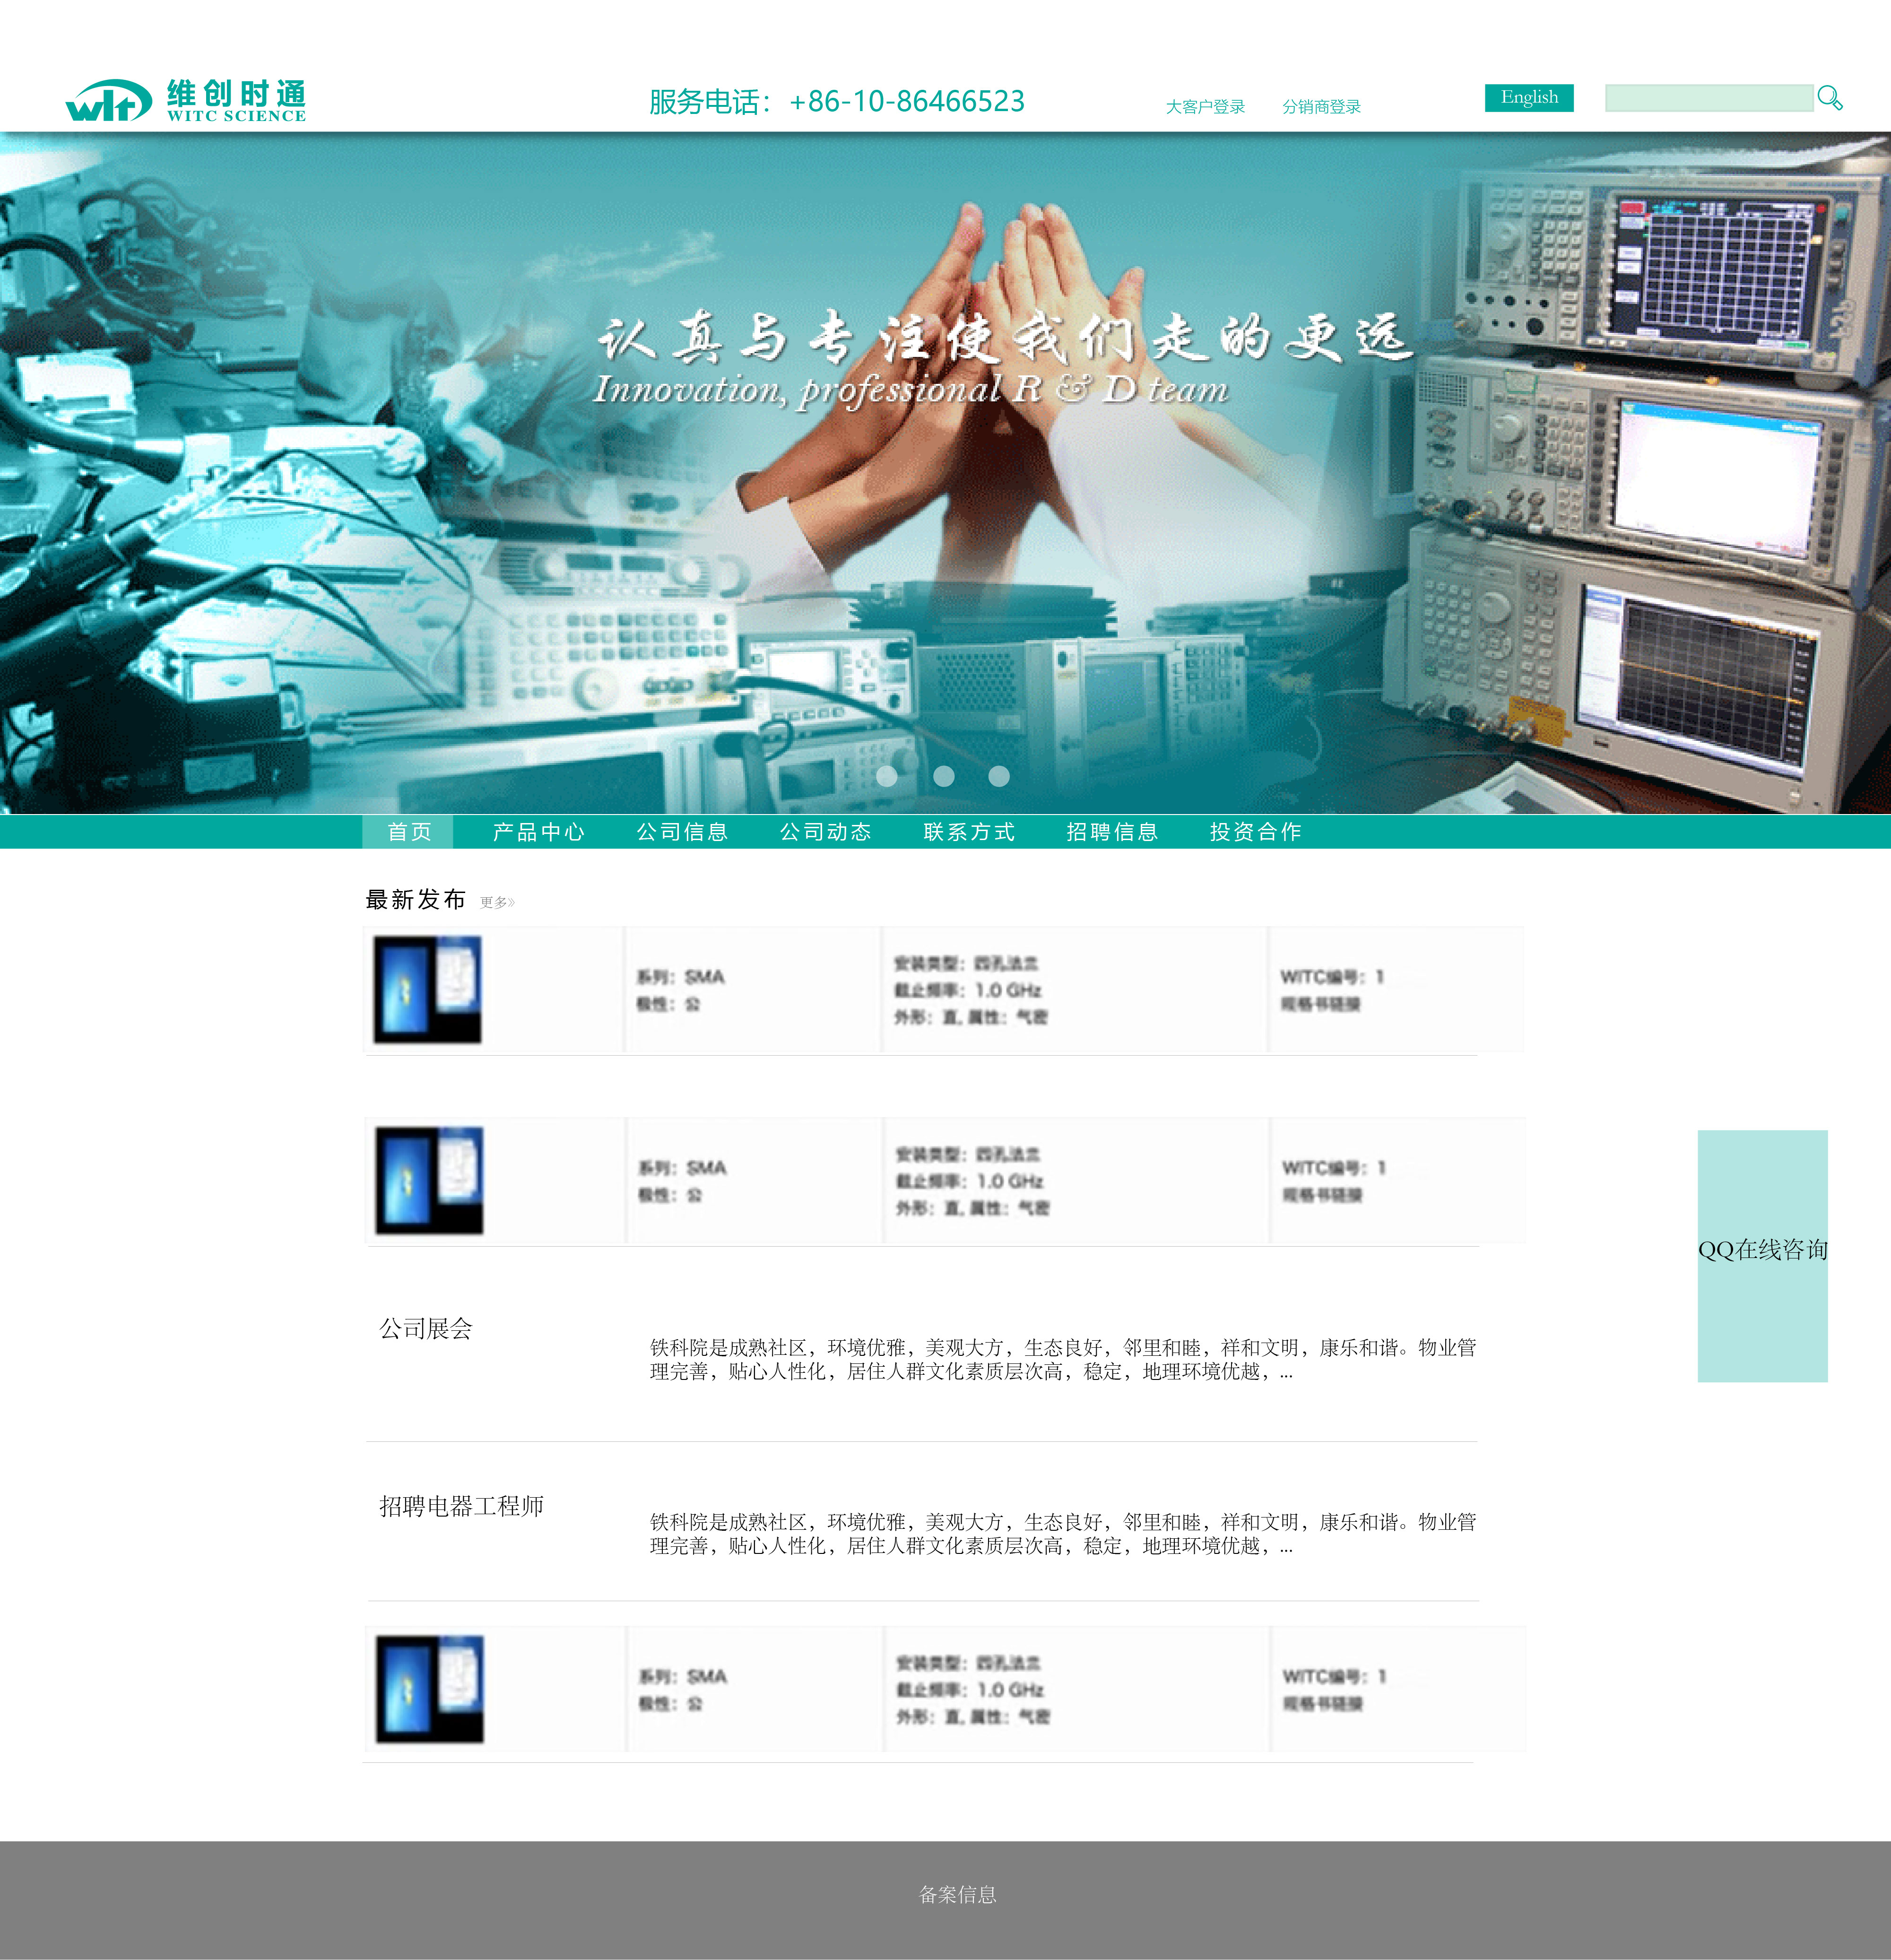 wit 维创时通
WITC SCIENCE
服务电话：+86-10-86466523
大客户登录 分销商登录
English
认真与专注使我们走的更远
Innovation, professional R & D team
首页 产品中心 公司信息 公司动态 联系方式 招聘信息 投资合作
最新发布 更多»
系列：SMA
极性：公
安装类型：四孔法兰
截止频率：1.0 GHz
外形：直, 属性：气密
WITC编号：1
规格书链接
系列：SMA
极性：公
安装类型：四孔法兰
截止频率：1.0 GHz
外形：直, 属性：气密
WITC编号：1
规格书链接
QQ在线咨询
公司展会
铁科院是成熟社区，环境优雅，美观大方，生态良好，邻里和睦，祥和文明，康乐和谐。物业管
理完善，贴心人性化，居住人群文化素质层次高，稳定，地理环境优越，...
招聘电器工程师
铁科院是成熟社区，环境优雅，美观大方，生态良好，邻里和睦，祥和文明，康乐和谐。物业管
理完善，贴心人性化，居住人群文化素质层次高，稳定，地理环境优越，...
系列：SMA
极性：公
安装类型：四孔法兰
截止频率：1.0 GHz
外形：直, 属性：气密
WITC编号：1
规格书链接
备案信息